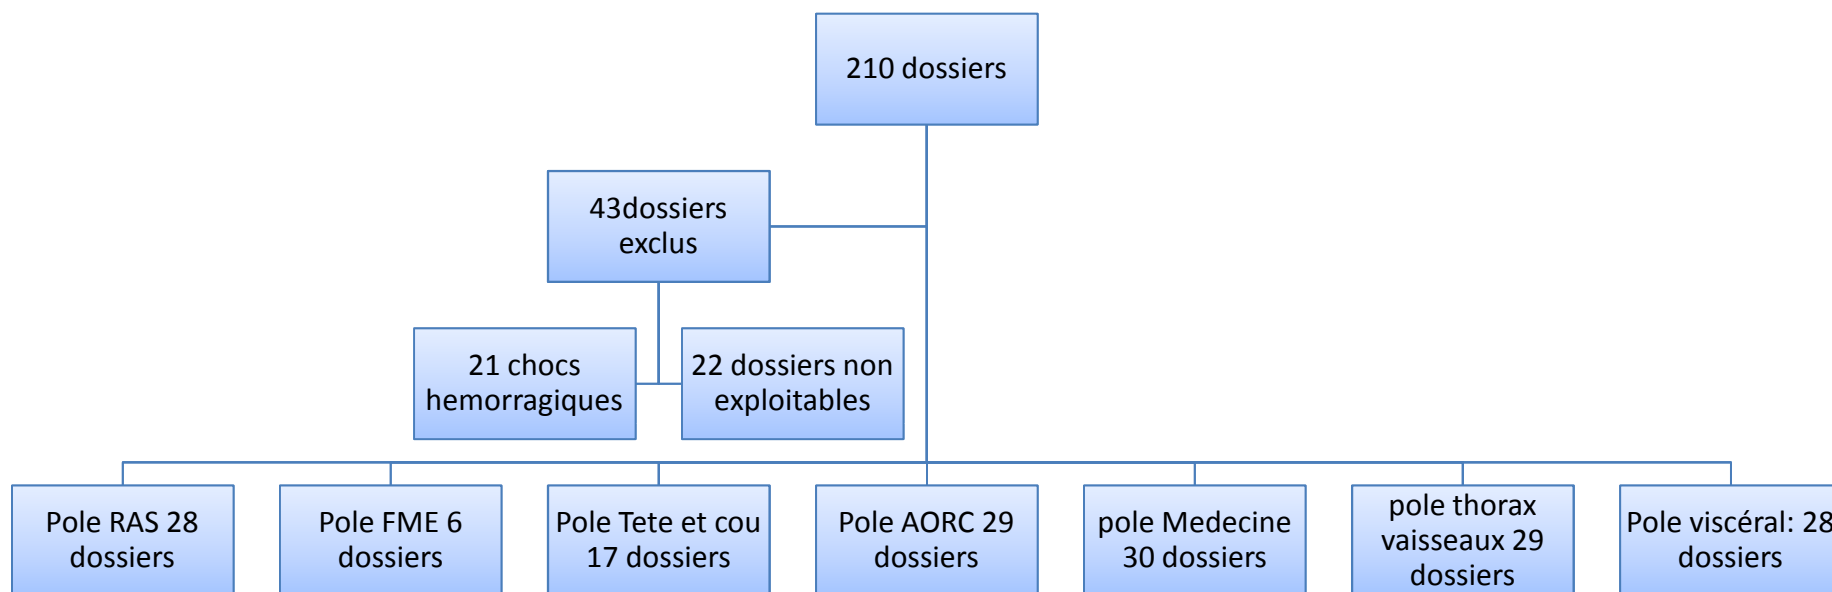 210 dossiers
43dossiers
exclus
21 chocs
hemorragiques
22 dossiers non
exploitables
Pole RAS 28
dossiers
Pole FME 6
dossiers
Pole Tete et cou
17 dossiers
Pole AORC 29
dossiers
pole Medecine
30 dossiers
pole thorax
vaisseaux 29
dossiers
Pole viscéral: 28
dossiers